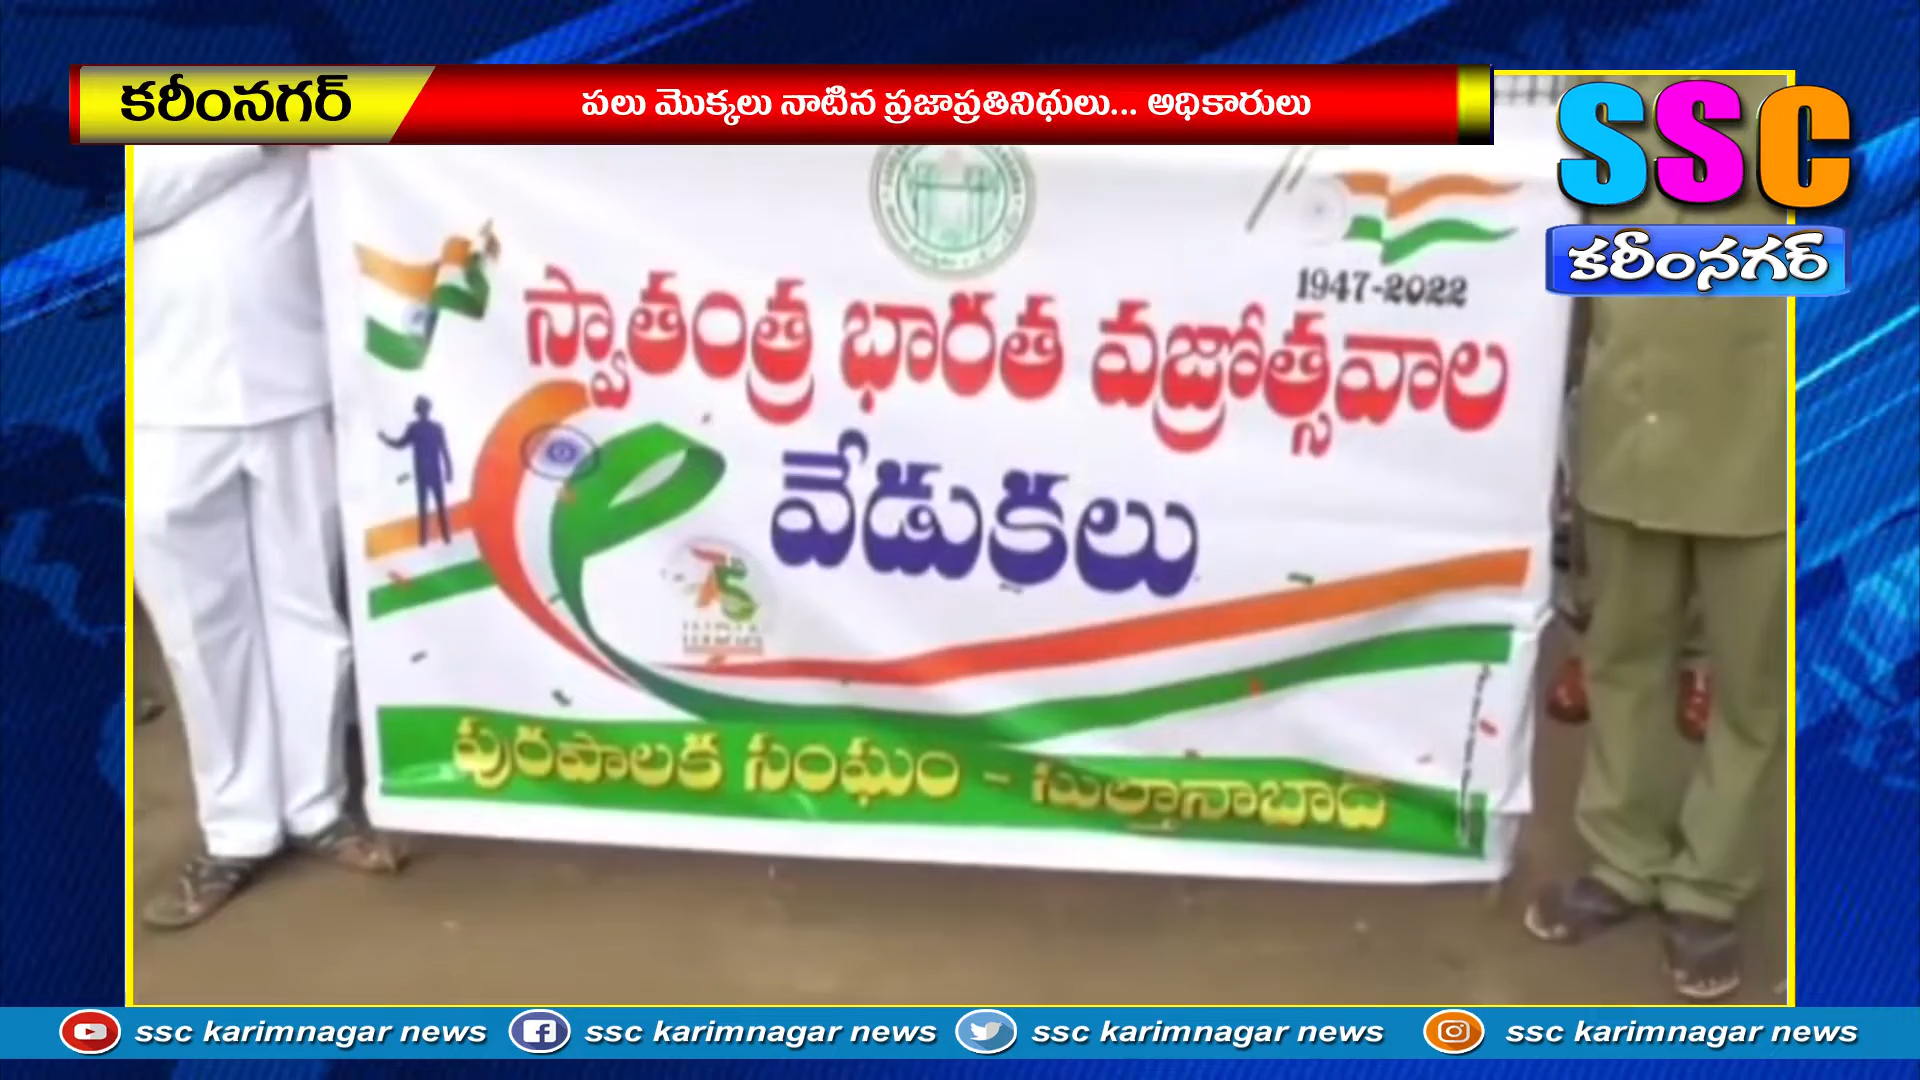 కరీంనగర్
పలు మొక్కలు నాటిన ప్రజాప్రతినిధులు... అధికారులు
SSC
కరీంనగర్
1947-2022
స్వాతంత్ర భారత వజ్రోత్సవాల
వేడుకలు
75
పురపాలక సంఘం - సుల్తానాబాద్
ssc karimnagar news
ssc karimnagar news
ssc karimnagar news
ssc karimnagar news